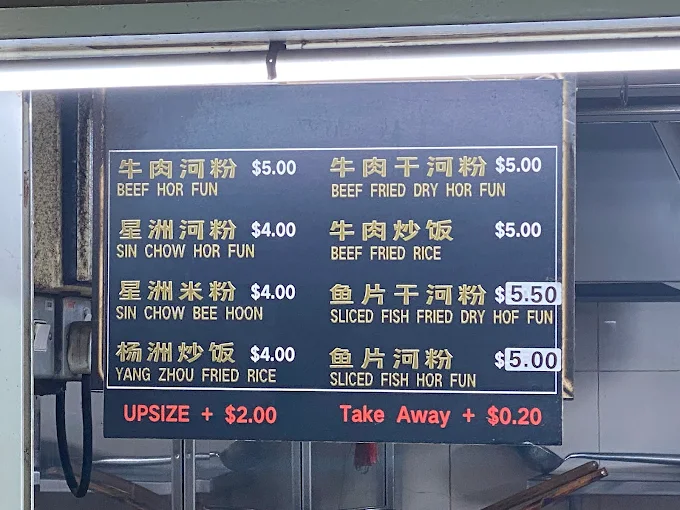 牛肉河粉 $5.00
BEEF HOR FUN
星洲河粉 $4.00
SIN CHOW HOR FUN
星洲米粉 $4.00
SIN CHOW BEE HOON
杨洲炒饭 $4.00
YANG ZHOU FRIED RICE
牛肉干河粉 $5.00
BEEF FRIED DRY HOR FUN
牛肉炒饭 $5.00
BEEF FRIED RICE
鱼片干河粉 $5.50
SLICED FISH FRIED DRY HOF FUN
鱼片河粉 $5.00
SLICED FISH HOR FUN
UPSIZE + $2.00
Take Away + $0.20